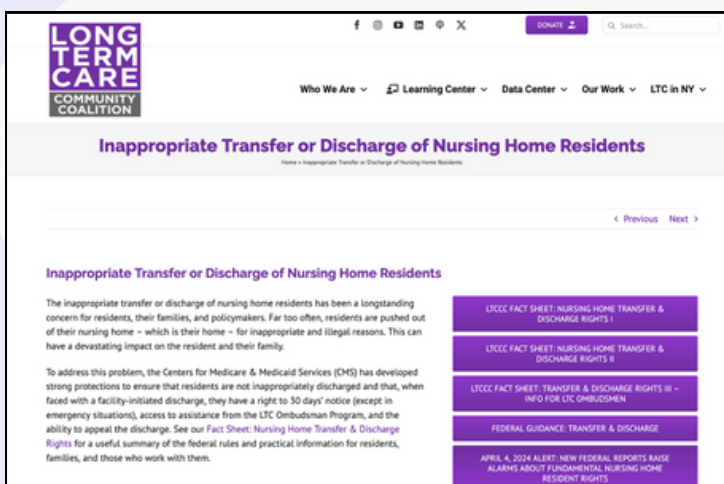 LONG
TERM
CARE
COMMUNITY
COALITION
DONATE
Search...
Who We Are
Learning Center
Data Center
Our Work
LTC in NY
Inappropriate Transfer or Discharge of Nursing Home Residents
Home » Inappropriate Transfer or Discharge of Nursing Home Residents
< Previous Next >
Inappropriate Transfer or Discharge of Nursing Home Residents
The inappropriate transfer or discharge of nursing home residents has been a longstanding
concern for residents, their families, and policymakers. Far too often, residents are pushed out
of their nursing home – which is their home – for inappropriate and illegal reasons. This can
have a devastating impact on the resident and their family.
To address this problem, the Centers for Medicare & Medicaid Services (CMS) has developed
strong protections to ensure that residents are not inappropriately discharged and that, when
faced with a facility-initiated discharge, they have a right to 30 days' notice (except in
emergency situations), access to assistance from the LTC Ombudsman Program, and the
ability to appeal the discharge. See our Fact Sheet: Nursing Home Transfer & Discharge
Rights for a useful summary of the federal rules and practical information for residents,
families, and those who work with them.
LTCCC FACT SHEET: NURSING HOME TRANSFER &
DISCHARGE RIGHTS I
LTCCC FACT SHEET: NURSING HOME TRANSFER &
DISCHARGE RIGHTS II
LTCCC FACT SHEET: TRANSFER & DISCHARGE RIGHTS III –
INFO FOR LTC OMBUDSMEN
FEDERAL GUIDANCE: TRANSFER & DISCHARGE
APRIL 4, 2024 ALERT: NEW FEDERAL REPORTS RAISE
ALARMS ABOUT FUNDAMENTAL NURSING HOME
RESIDENT RIGHTS